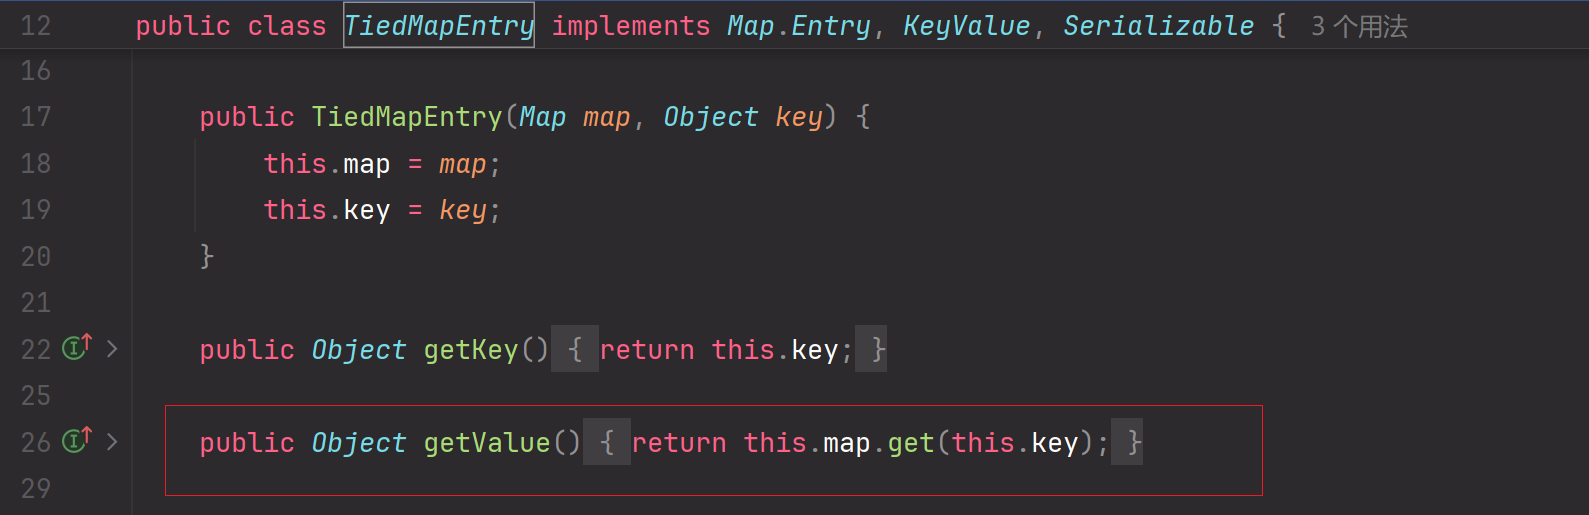 12 public class TiedMapEntry implements Map.Entry, KeyValue, Serializable { 3 个用法
16
17 public TiedMapEntry(Map map, Object key) {
18 this.map = map;
19 this.key = key;
20 }
21
22 public Object getKey() { return this.key; }
25
26 public Object getValue() { return this.map.get(this.key); }
29